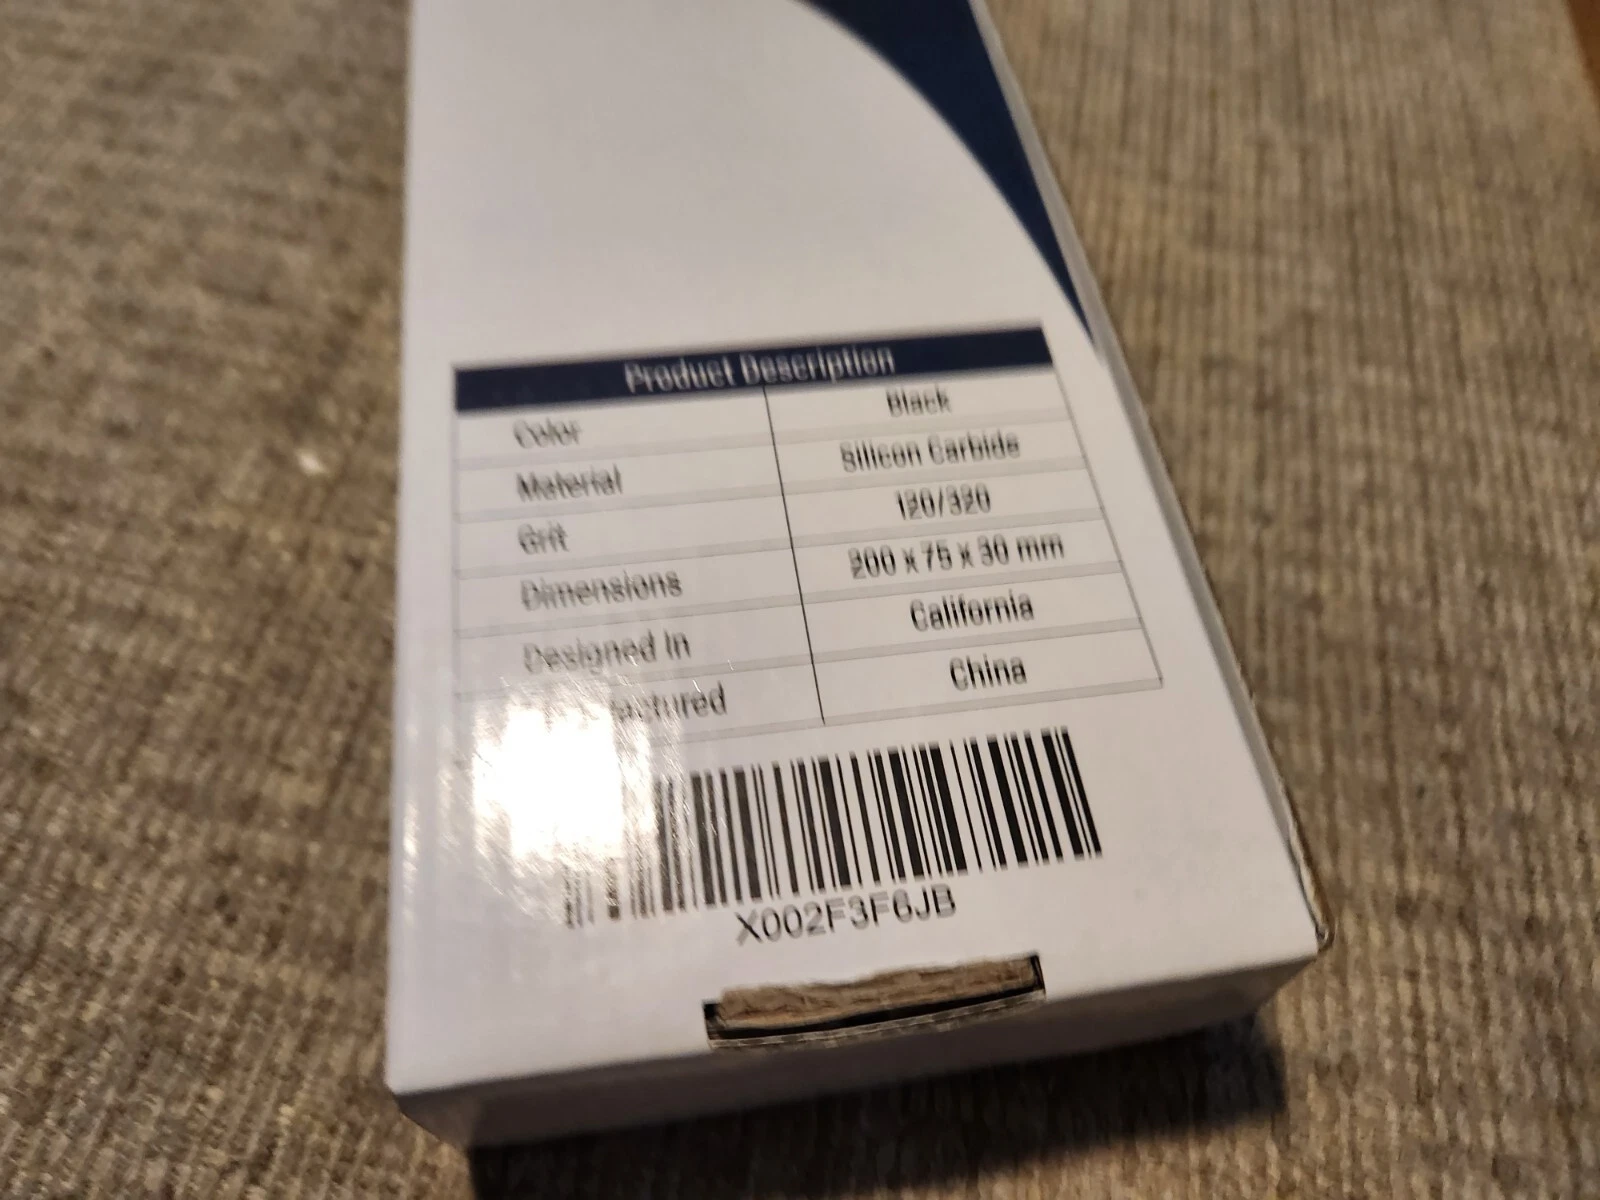 Product Description
Color Black
Material Silicon Carbide
Grit 120/320
Dimensions 200 x 75 x 30 mm
Designed In California
China
X002F3F6JB